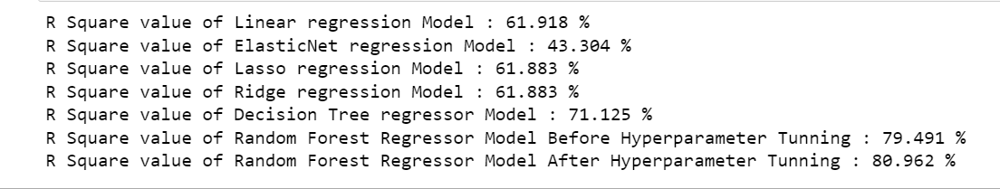 R Square value of Linear regression Model : 61.918 %
R Square value of ElasticNet regression Model : 43.304 %
R Square value of Lasso regression Model : 61.883 %
R Square value of Ridge regression Model : 61.883 %
R Square value of Decision Tree regressor Model : 71.125 %
R Square value of Random Forest Regressor Model Before Hyperparameter Tunning : 79.491 %
R Square value of Random Forest Regressor Model After Hyperparameter Tunning : 80.962 %